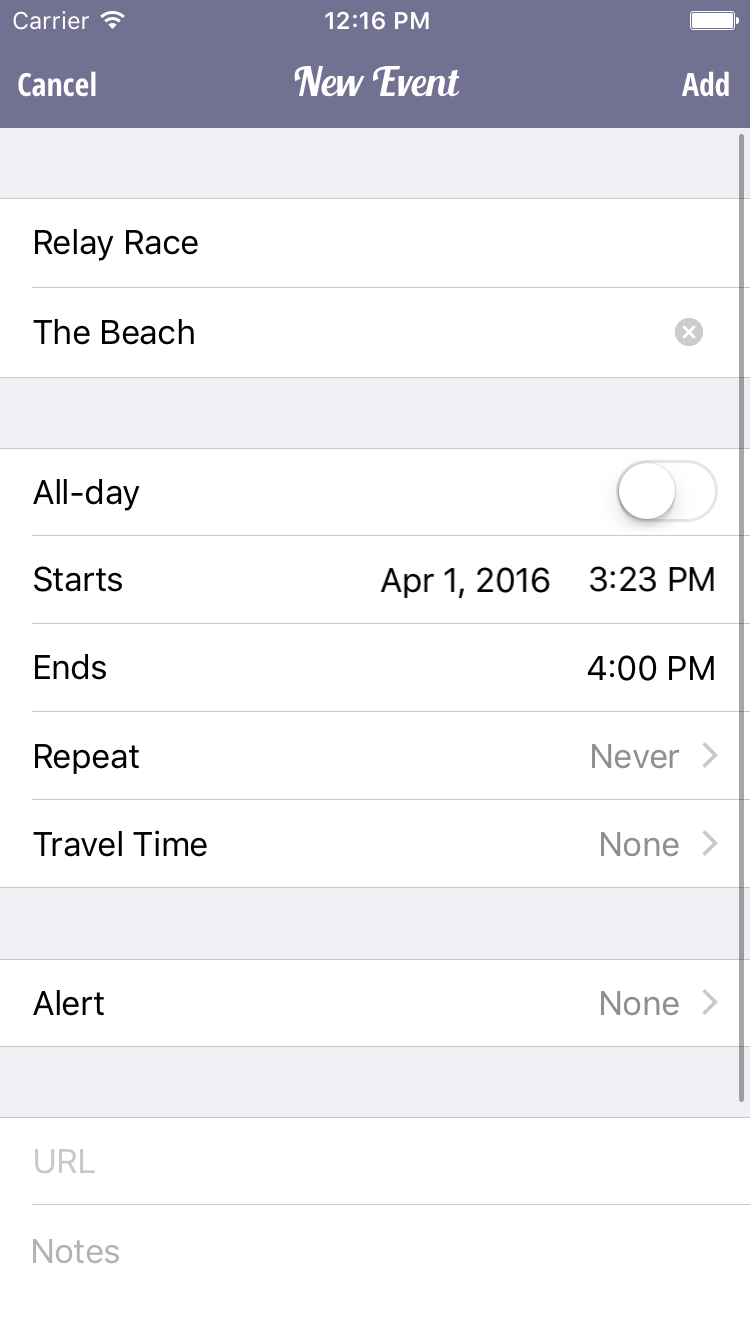 Carrier 12:16 PM
Cancel New Event Add
Relay Race
The Beach
All-day
Starts Apr 1, 2016 3:23 PM
Ends 4:00 PM
Repeat Never
Travel Time None
Alert None
URL
Notes